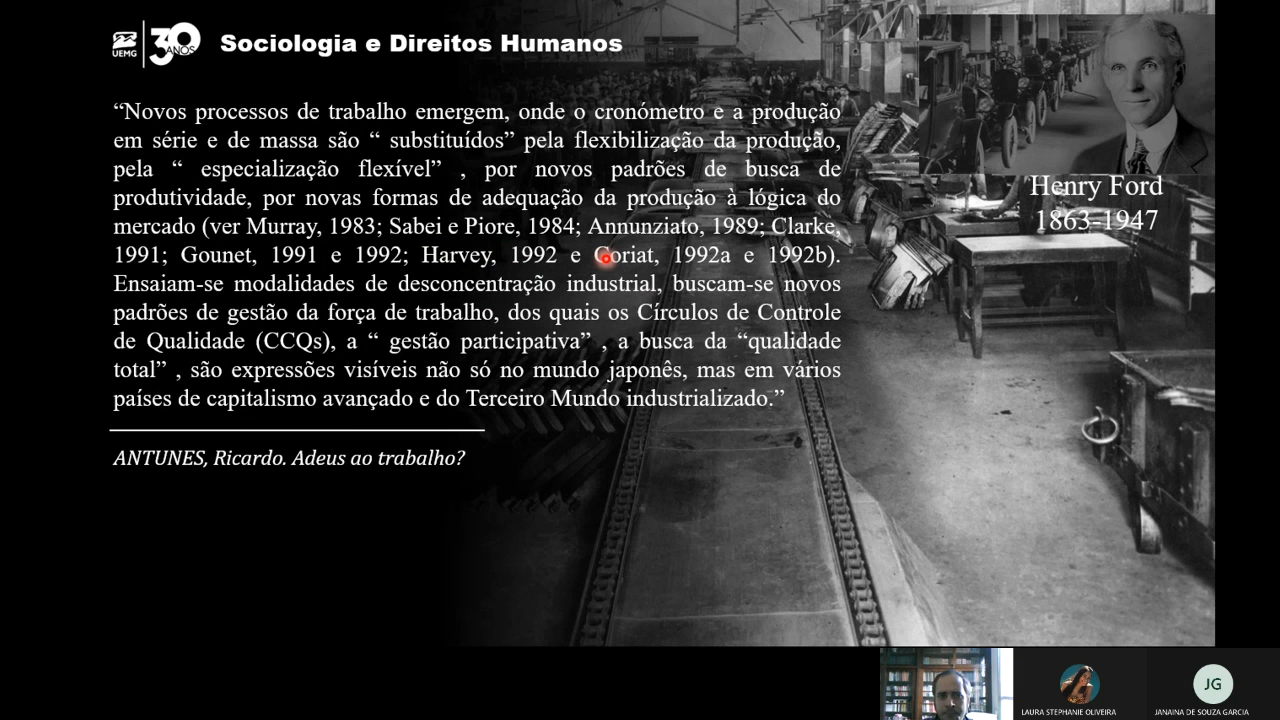 UEMG
30
ANOS
Sociologia e Direitos Humanos
“Novos processos de trabalho emergem, onde o cronómetro e a produção
em série e de massa são “ substituídos” pela flexibilização da produção,
pela “ especialização flexível” , por novos padrões de busca de
produtividade, por novas formas de adequação da produção à lógica do
mercado (ver Murray, 1983; Sabei e Piore, 1984; Annunziato, 1989; Clarke,
1991; Gounet, 1991 e 1992; Harvey, 1992 e Coriat, 1992a e 1992b).
Ensaiam-se modalidades de desconcentração industrial, buscam-se novos
padrões de gestão da força de trabalho, dos quais os Círculos de Controle
de Qualidade (CCQs), a “ gestão participativa” , a busca da “qualidade
total” , são expressões visíveis não só no mundo japonês, mas em vários
países de capitalismo avançado e do Terceiro Mundo industrializado.”
ANTUNES, Ricardo. Adeus ao trabalho?
Henry Ford
1863-1947
LAURA STEPHANIE OLIVEIRA
JG
JANAINA DE SOUZA GARCIA